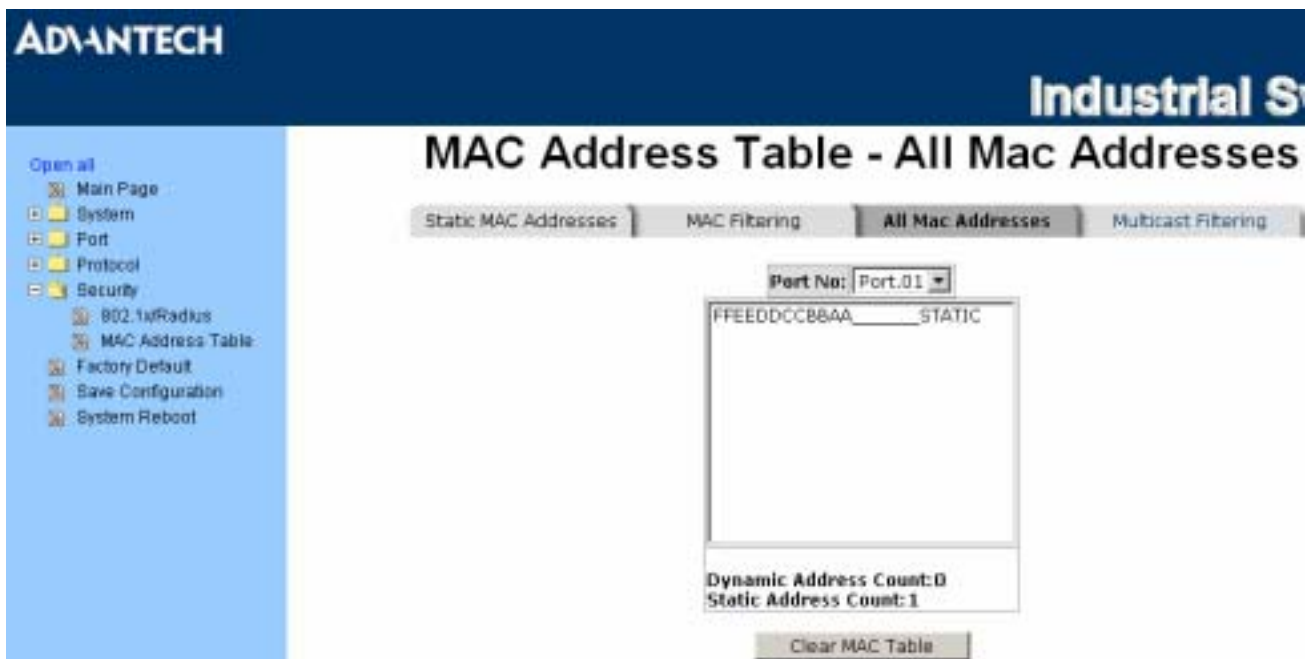 ADVANTECH
Industrial
MAC Address Table - All Mac Addresses
Open all
Main Page
System
Port
Protocol
Security
802.1x/Radius
MAC Address Table
Factory Default
Save Configuration
System Reboot
Static MAC Addresses MAC Filtering All Mac Addresses Multicast Filtering
Port No: Port.01
FFEEDDCCBBAA______STATIC
Dynamic Address Count:0
Static Address Count:1
Clear MAC Table